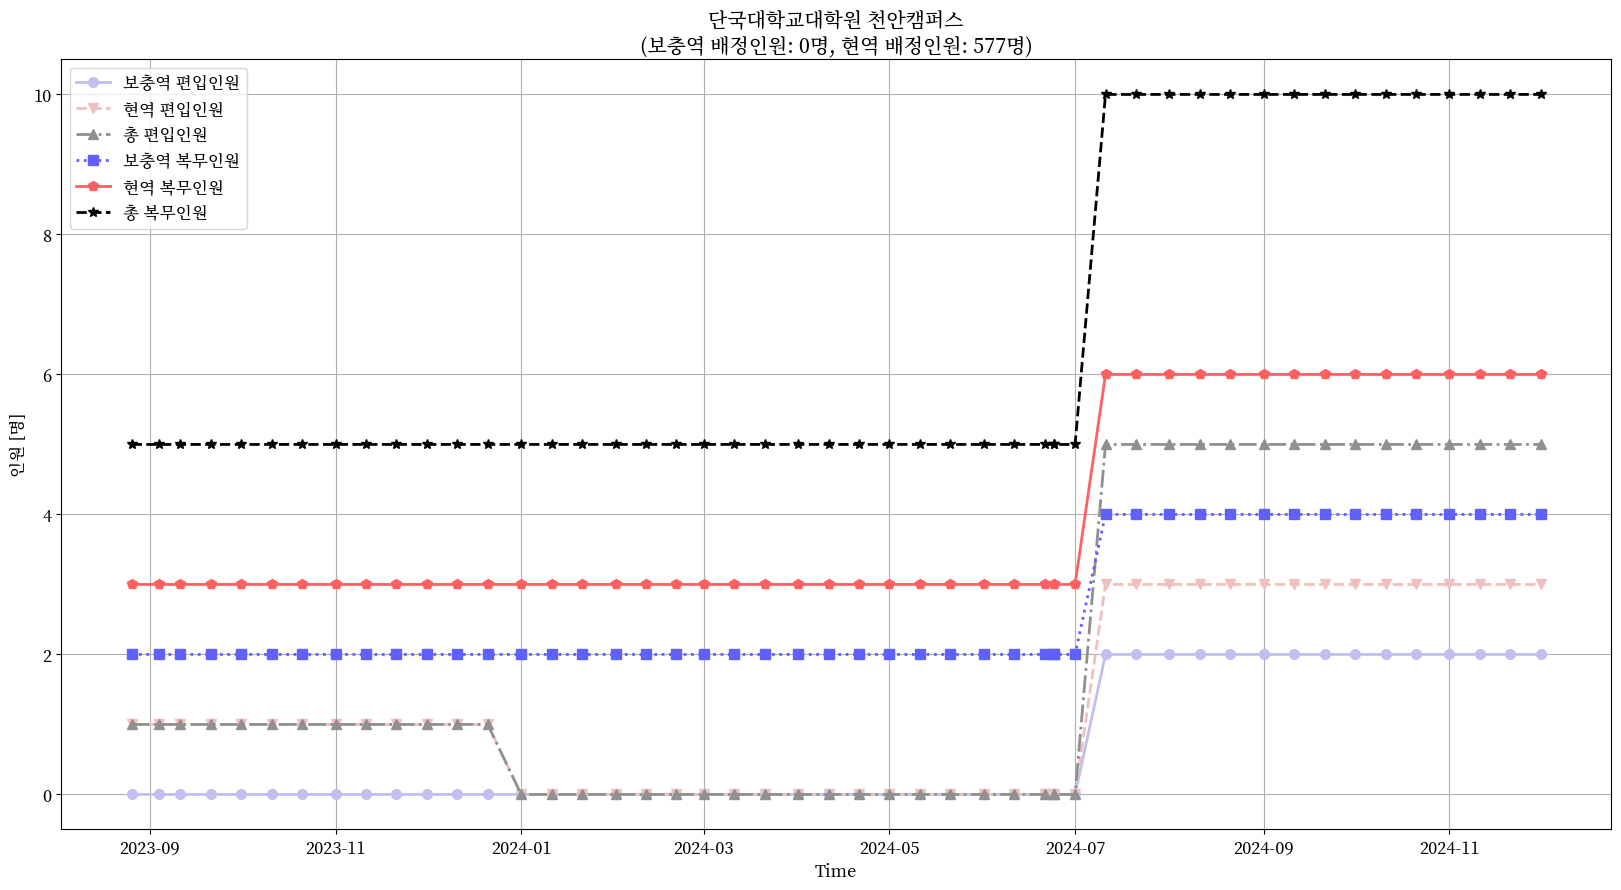 단국대학교대학원 천안캠퍼스
(보충역 배정인원: 0명, 현역 배정인원: 577명)
보충역 편입인원
현역 편입인원
총 편입인원
보충역 복무인원
현역 복무인원
총 복무인원
인원 [명]
10
8
6
4
2
0
2023-09 2023-11 2024-01 2024-03 2024-05 2024-07 2024-09 2024-11
Time